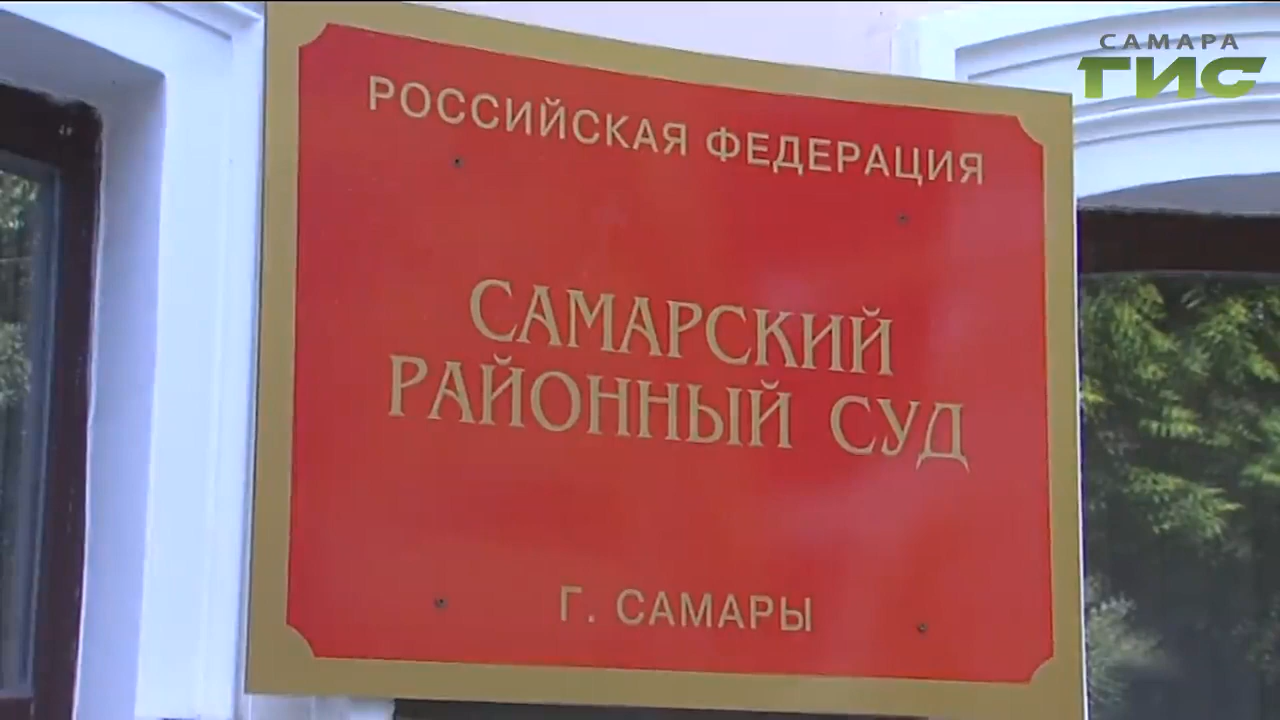 САМАРА
ГИС
РОССИЙСКАЯ ФЕДЕРАЦИЯ
САМАРСКИЙ
РАЙОННЫЙ СУД
Г. САМАРЫ